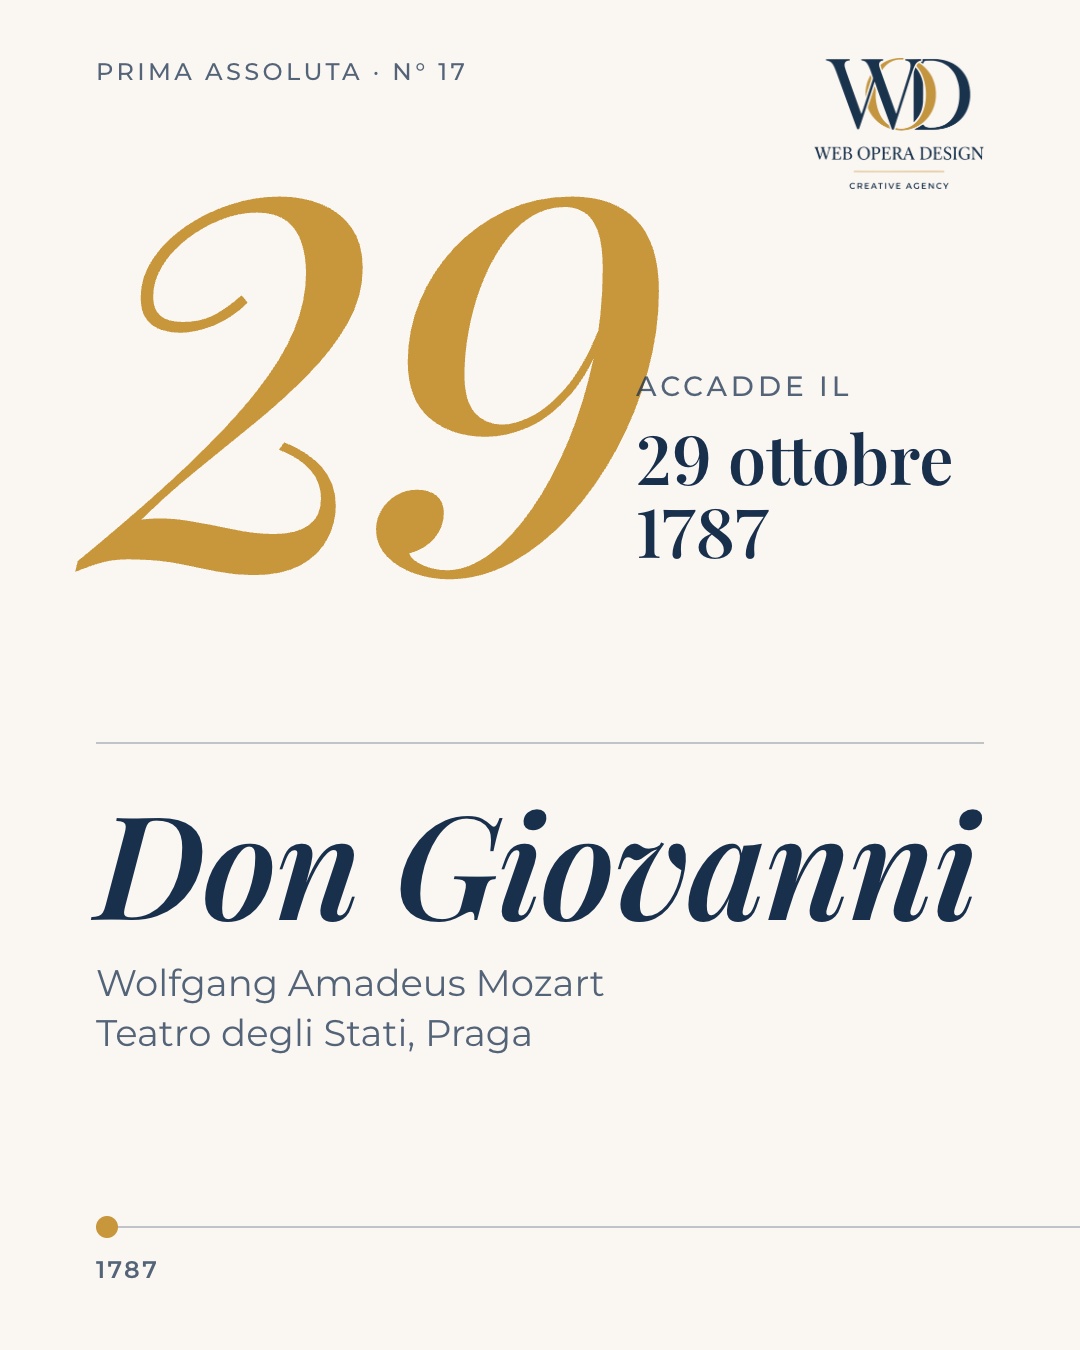 PRIMA ASSOLUTA · N° 17
WOD
WEB OPERA DESIGN
CREATIVE AGENCY
29
ACCADDE IL
29 ottobre
1787
Don Giovanni
Wolfgang Amadeus Mozart
Teatro degli Stati, Praga
1787